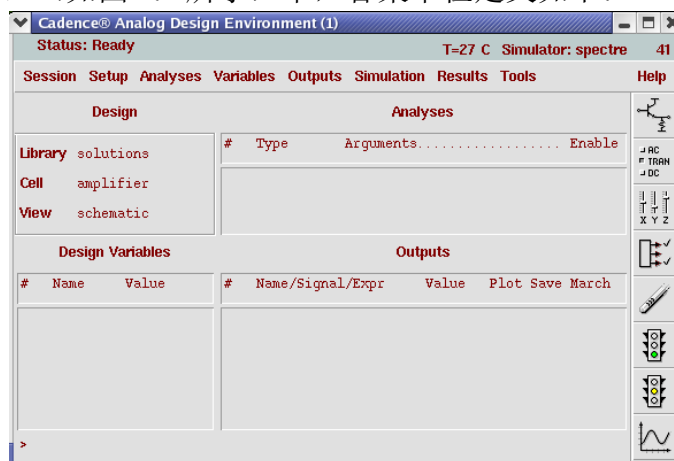 Cadence® Analog Design Environment (1)
Status: Ready T=27 C Simulator: spectre 41
Session Setup Analyses Variables Outputs Simulation Results Tools Help
Design Analyses
Library solutions
Cell amplifier
View schematic
# Type Arguments................... Enable
AC
TRAN
DC
X Y Z
Design Variables Outputs
# Name Value # Name/Signal/Expr Value Plot Save March
>